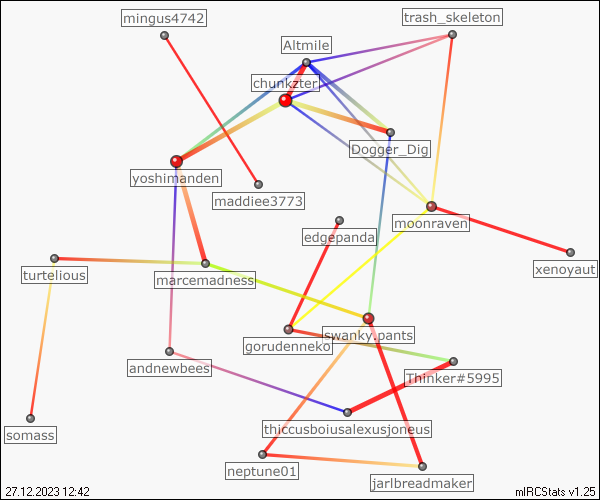 mingus4742
trash_skeleton
Altmile
chunkzter
Dogger_Dig
yoshimanden
maddiee3773
moonraven
edgepanda
xenoyaut
turtelious
marcemadness
swanky.pants
gorudenneko
andnewbees
Thinker#5995
thiccusboiusalexusjoneus
somass
neptune01
jarlbreadmaker
27.12.2023 12:42
mIRCStats v1.25